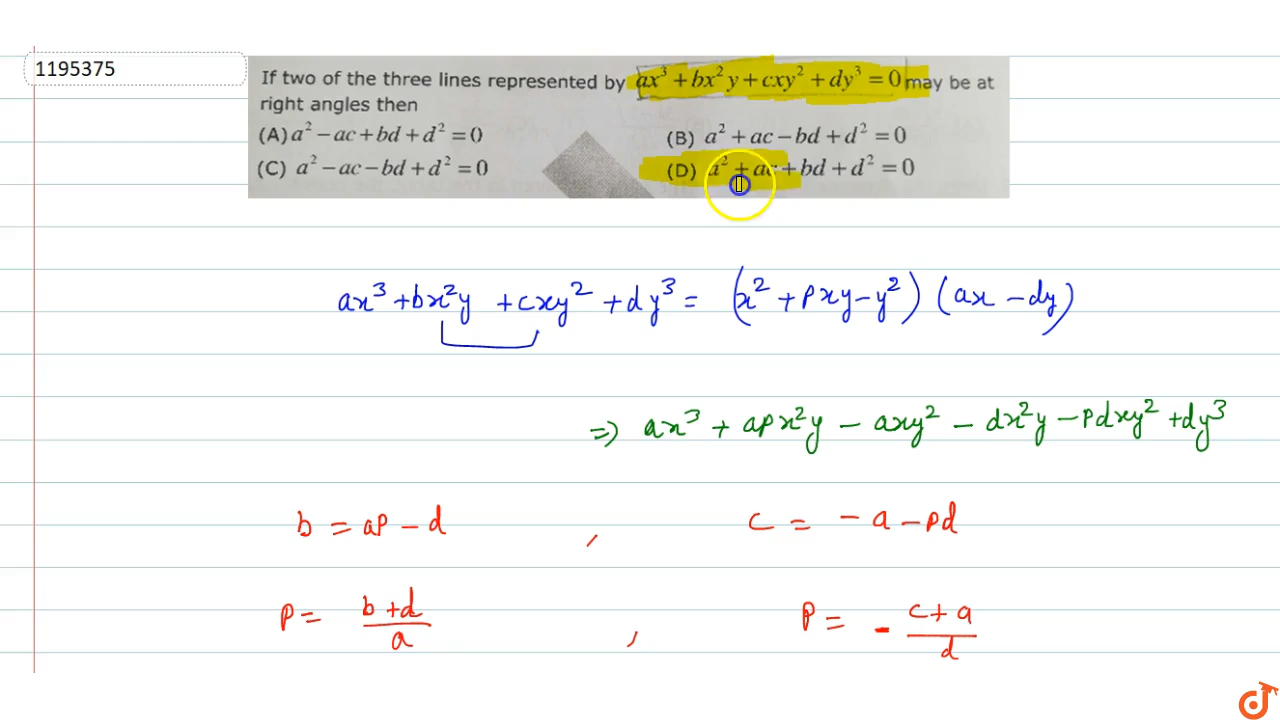 1195375
If two of the three lines represented by ax³ + bx²y + cxy² + dy³ = 0 may be at
right angles then
(A) a² − ac + bd + d² = 0 (B) a² + ac − bd + d² = 0
(C) a² − ac − bd + d² = 0 (D) a² + ac + bd + d² = 0
ax³ + bx²y + cxy² + dy³ = (x² + pxy − y²) (ax − dy)
⇒) ax³ + apx²y − axy² − dx²y − pdxy² + dy³
b = ap − d , c = − a − pd
p = (b + d)/a , p = − (c + a)/d